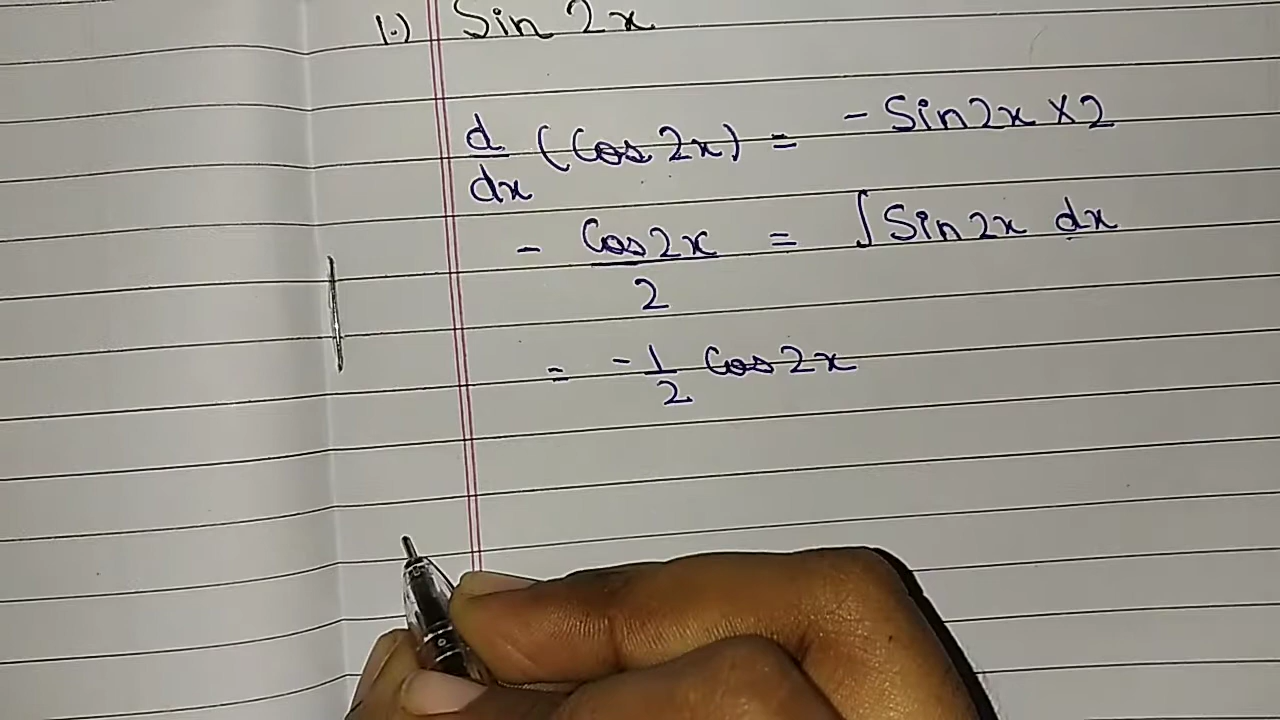 1.) Sin 2x
d/dx (Cos 2x) = - Sin2x × 2
- Cos2x/2 = ∫ Sin2x dx
= -1/2 Cos2x